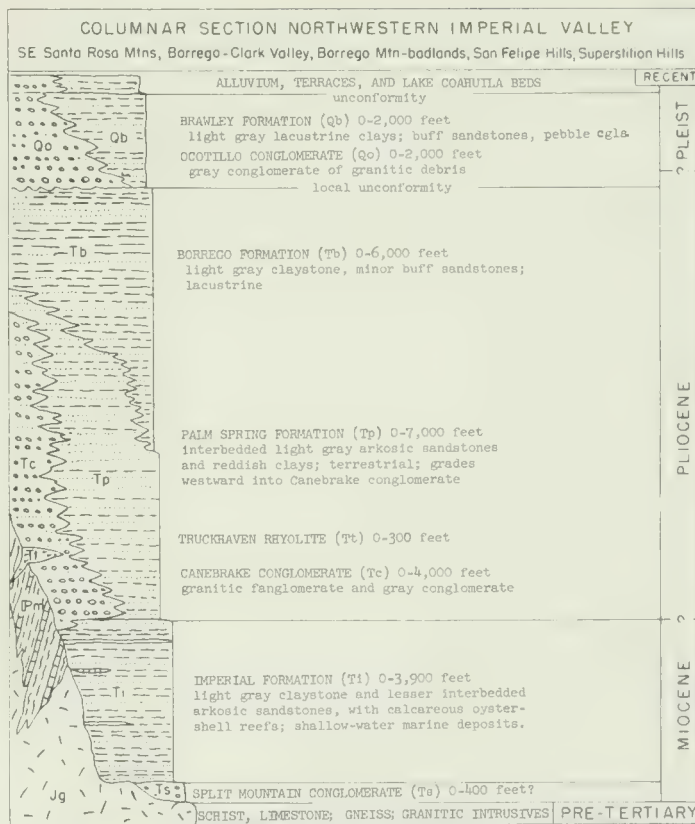 COLUMNAR SECTION NORTHWESTERN IMPERIAL VALLEY
SE Santa Rosa Mtns, Borrego-Clark Valley, Borrego Mtn-badlands, San Felipe Hills, Superstition Hills
ALLUVIUM, TERRACES, AND LAKE COAHUILA BEDS
RECENT
unconformity
BRAWLEY FORMATION (Qb) 0-2,000 feet
light gray lacustrine clays; buff sandstones, pebble cgls
Qb
Qo
OCOTILLO CONGLOMERATE (Qo) 0-2,000 feet
gray conglomerate of granitic debris
local unconformity
? PLEIST
Tb
BORREGO FORMATION (Tb) 0-6,000 feet
light gray claystone, minor buff sandstones;
lacustrine
PALM SPRING FORMATION (Tp) 0-7,000 feet
interbedded light gray arkosic sandstones
and reddish clays; terrestrial; grades
westward into Canebrake conglomerate
Tc
Tp
PLIOCENE
TRUCKHAVEN RHYOLITE (Tt) 0-300 feet
Tt
CANEBRAKE CONGLOMERATE (Tc) 0-4,000 feet
granitic fanglomerate and gray conglomerate
Pm
?
IMPERIAL FORMATION (Ti) 0-3,900 feet
light gray claystone and lesser interbedded
arkosic sandstones, with calcareous oyster-
shell reefs; shallow-water marine deposits.
Ti
MIOCENE
Jg
Ts
SPLIT MOUNTAIN CONGLOMERATE (Ts) 0-400 feet?
SCHIST, LIMESTONE; GNEISS; GRANITIC INTRUSIVES
PRE-TERTIARY